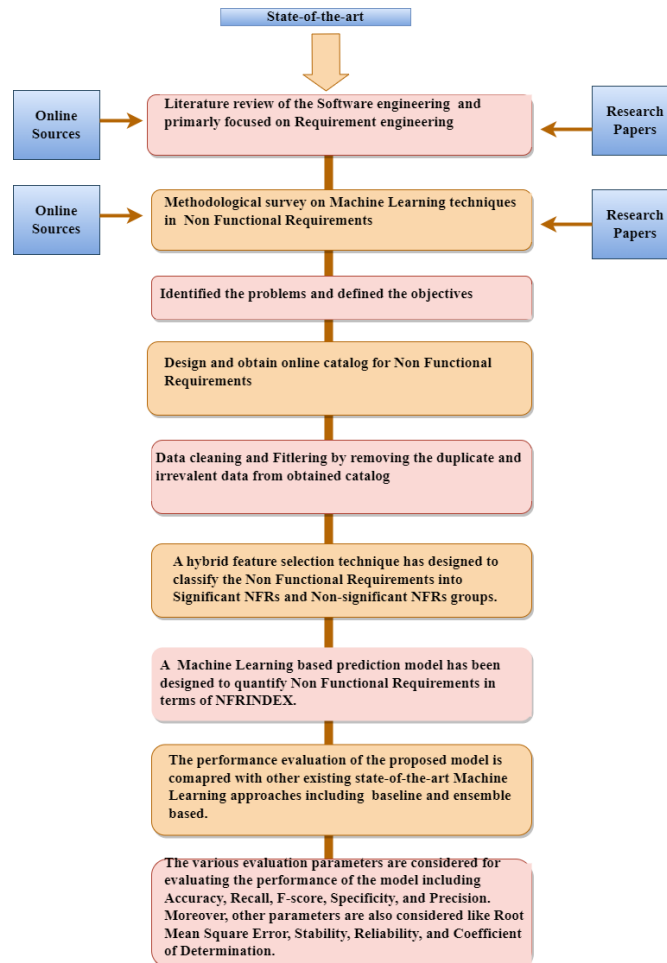 State-of-the-art
Online
Sources
Literature review of the Software engineering and
primarly focused on Requirement engineering
Research
Papers
Online
Sources
Methodological survey on Machine Learning techniques
in Non Functional Requirements
Research
Papers
Identified the problems and defined the objectives
Design and obtain online catalog for Non Functional
Requirements
Data cleaning and Fitlering by removing the duplicate and
irrevalent data from obtained catalog
A hybrid feature selection technique has designed to
classify the Non Functional Requirements into
Significant NFRs and Non-significant NFRs groups.
A Machine Learning based prediction model has been
designed to quantify Non Functional Requirements in
terms of NFRINDEX.
The performance evaluation of the proposed model is
comapred with other existing state-of-the-art Machine
Learning approaches including baseline and ensemble
based.
The various evaluation parameters are considered for
evaluating the performance of the model including
Accuracy, Recall, F-score, Specificity, and Precision.
Moreover, other parameters are also considered like Root
Mean Square Error, Stability, Reliability, and Coefficient
of Determination.